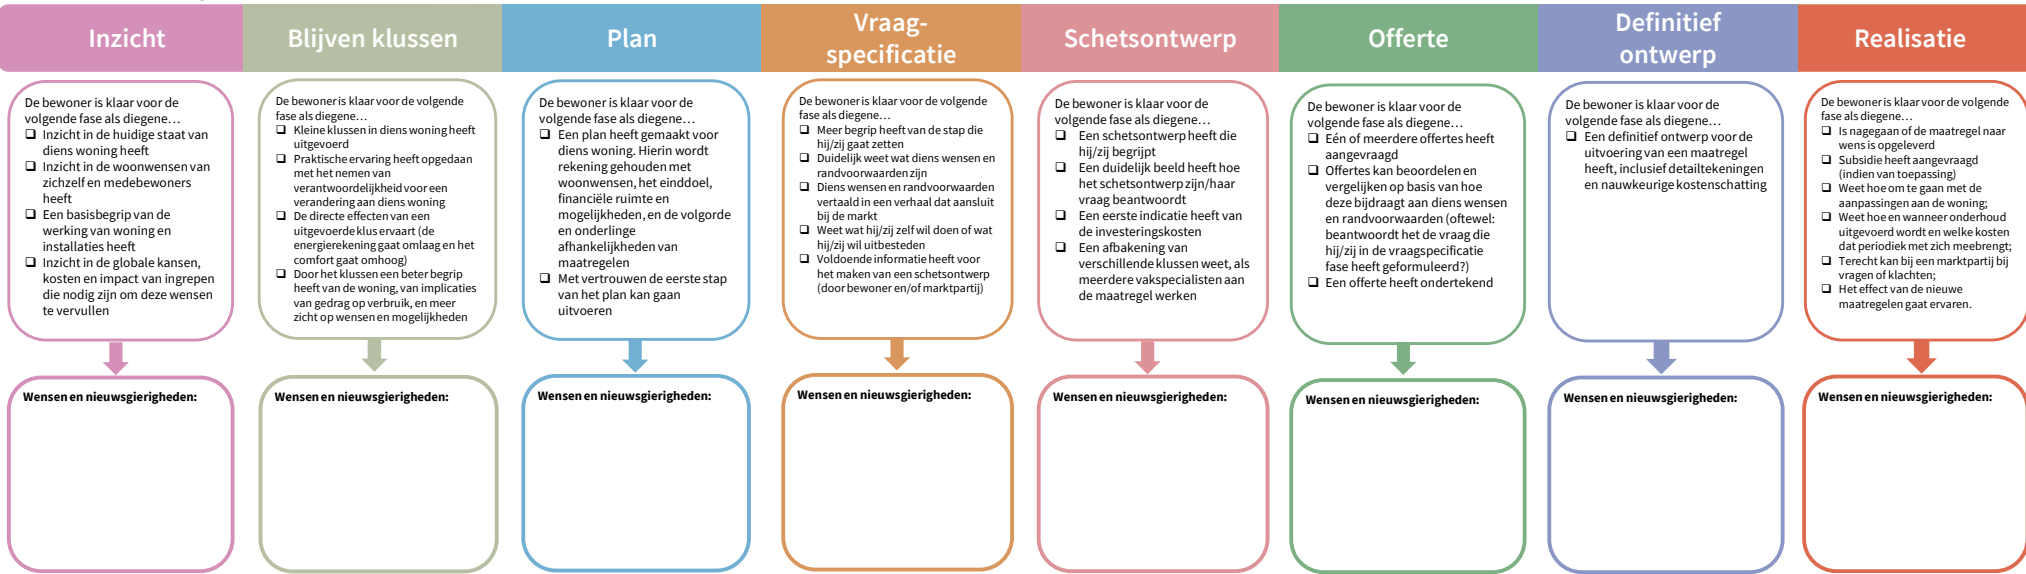 Inzicht
Blijven klussen
Plan
Vraag-
specificatie
Schetsontwerp
Offerte
Definitief
ontwerp
Realisatie
De bewoner is klaar voor de
volgende fase als diegene…
❑ Inzicht in de huidige staat van
diens woning heeft
❑ Inzicht in de woonwensen van
zichzelf en medebewoners
heeft
❑ Een basisbegrip van de
werking van woning en
installaties heeft
❑ Inzicht in de globale kansen,
kosten en impact van ingrepen
die nodig zijn om deze wensen
te vervullen
De bewoner is klaar voor de volgende
fase als diegene…
❑ Kleine klussen in diens woning heeft
uitgevoerd
❑ Praktische ervaring heeft opgedaan
met het nemen van
verantwoordelijkheid voor een
verandering aan diens woning
❑ De directe effecten van een
uitgevoerde klus ervaart (de
energierekening gaat omlaag en het
comfort gaat omhoog)
❑ Door het klussen een beter begrip
heeft van de woning, van implicaties
van gedrag op verbruik, en meer
zicht op wensen en mogelijkheden
De bewoner is klaar voor de
volgende fase als diegene…
❑ Een plan heeft gemaakt voor
diens woning. Hierin wordt
rekening gehouden met
woonwensen, het einddoel,
financiële ruimte en
mogelijkheden, en de volgorde
en onderlinge
afhankelijkheden van
maatregelen
❑ Met vertrouwen de eerste stap
van het plan kan gaan
uitvoeren
De bewoner is klaar voor de volgende
fase als diegene…
❑ Meer begrip heeft van de stap die
hij/zij gaat zetten
❑ Duidelijk weet wat diens wensen en
randvoorwaarden zijn
❑ Diens wensen en randvoorwaarden
vertaald in een verhaal dat aansluit
bij de markt
❑ Weet wat hij/zij zelf wil doen of wat
hij/zij wil uitbesteden
❑ Voldoende informatie heeft voor
het maken van een schetsontwerp
(door bewoner en/of marktpartij)
De bewoner is klaar voor de
volgende fase als diegene…
❑ Een schetsontwerp heeft die
hij/zij begrijpt
❑ Een duidelijk beeld heeft hoe
het schetsontwerp zijn/haar
vraag beantwoordt
❑ Een eerste indicatie heeft van
de investeringskosten
❑ Een afbakening van
verschillende klussen weet, als
meerdere vakspecialisten aan
de maatregel werken
De bewoner is klaar voor de
volgende fase als diegene…
❑ Eén of meerdere offertes heeft
aangevraagd
❑ Offertes kan beoordelen en
vergelijken op basis van hoe
deze bijdraagt aan diens wensen
en randvoorwaarden (oftewel:
beantwoordt het de vraag die
hij/zij in de vraagspecificatie
fase heeft geformuleerd?)
❑ Een offerte heeft ondertekend
De bewoner is klaar voor de
volgende fase als diegene…
❑ Een definitief ontwerp voor de
uitvoering van een maatregel
heeft, inclusief detailtekeningen
en nauwkeurige kostenschatting
De bewoner is klaar voor de volgende
fase als diegene…
❑ Is nagegaan of de maatregel naar
wens is opgeleverd
❑ Subsidie heeft aangevraagd
(indien van toepassing)
❑ Weet hoe om te gaan met de
aanpassingen aan de woning;
❑ Weet hoe en wanneer onderhoud
uitgevoerd wordt en welke kosten
dat periodiek met zich meebrengt;
❑ Terecht kan bij een marktpartij bij
vragen of klachten;
❑ Het effect van de nieuwe
maatregelen gaat ervaren.
Wensen en nieuwsgierigheden:
Wensen en nieuwsgierigheden:
Wensen en nieuwsgierigheden:
Wensen en nieuwsgierigheden:
Wensen en nieuwsgierigheden:
Wensen en nieuwsgierigheden:
Wensen en nieuwsgierigheden:
Wensen en nieuwsgierigheden: